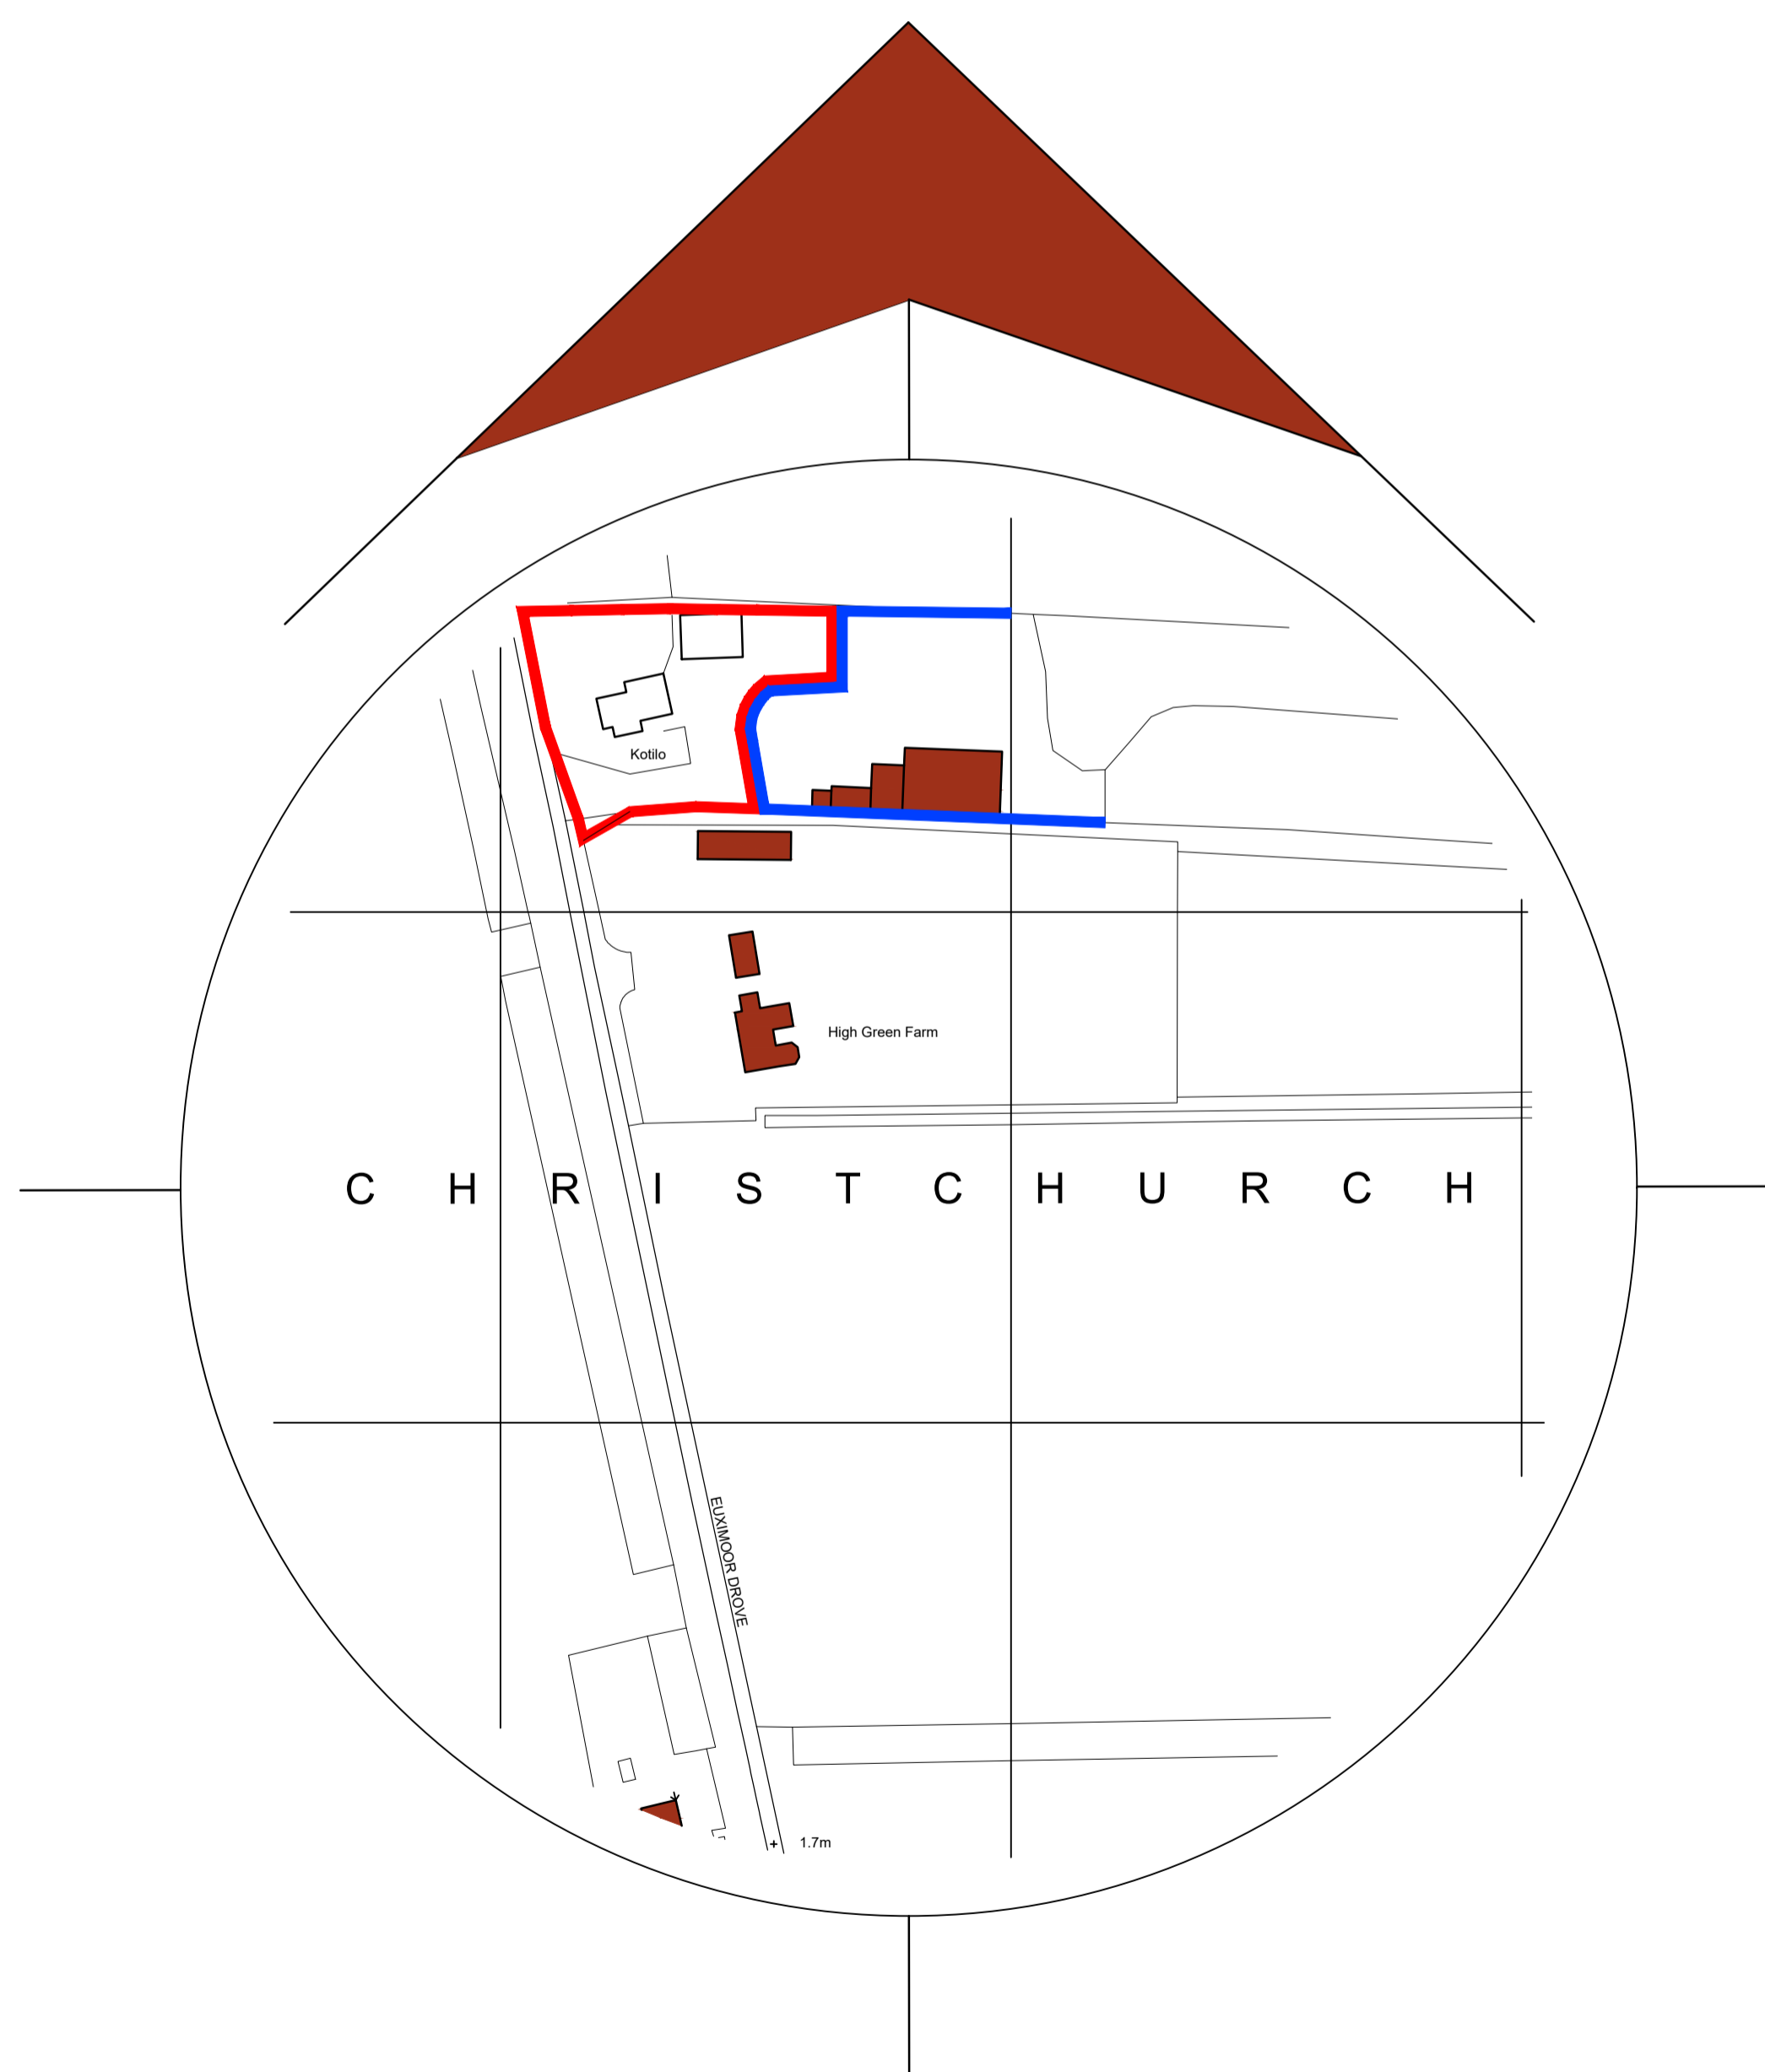 Kotilo
High Green Farm
C H R I S T C H U R C H
EUXIMOOR DROVE
1.7m